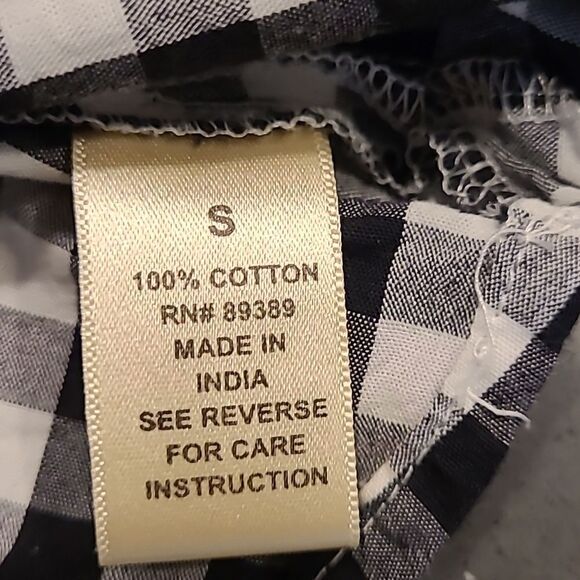 S
100% COTTON
RN# 89389
MADE IN
INDIA
SEE REVERSE
FOR CARE
INSTRUCTION